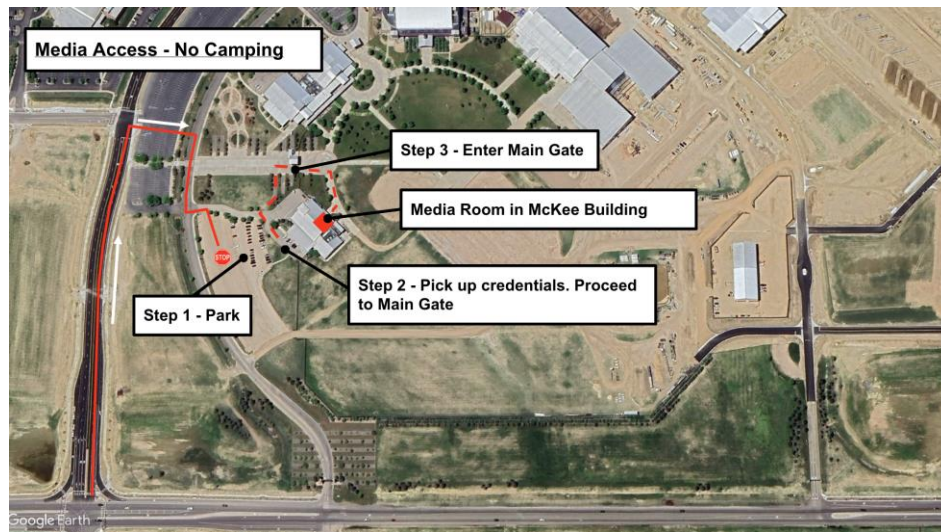 Media Access - No Camping
Step 3 - Enter Main Gate
Media Room in McKee Building
STOP
Step 2 - Pick up credentials. Proceed
to Main Gate
Step 1 - Park
Google Earth